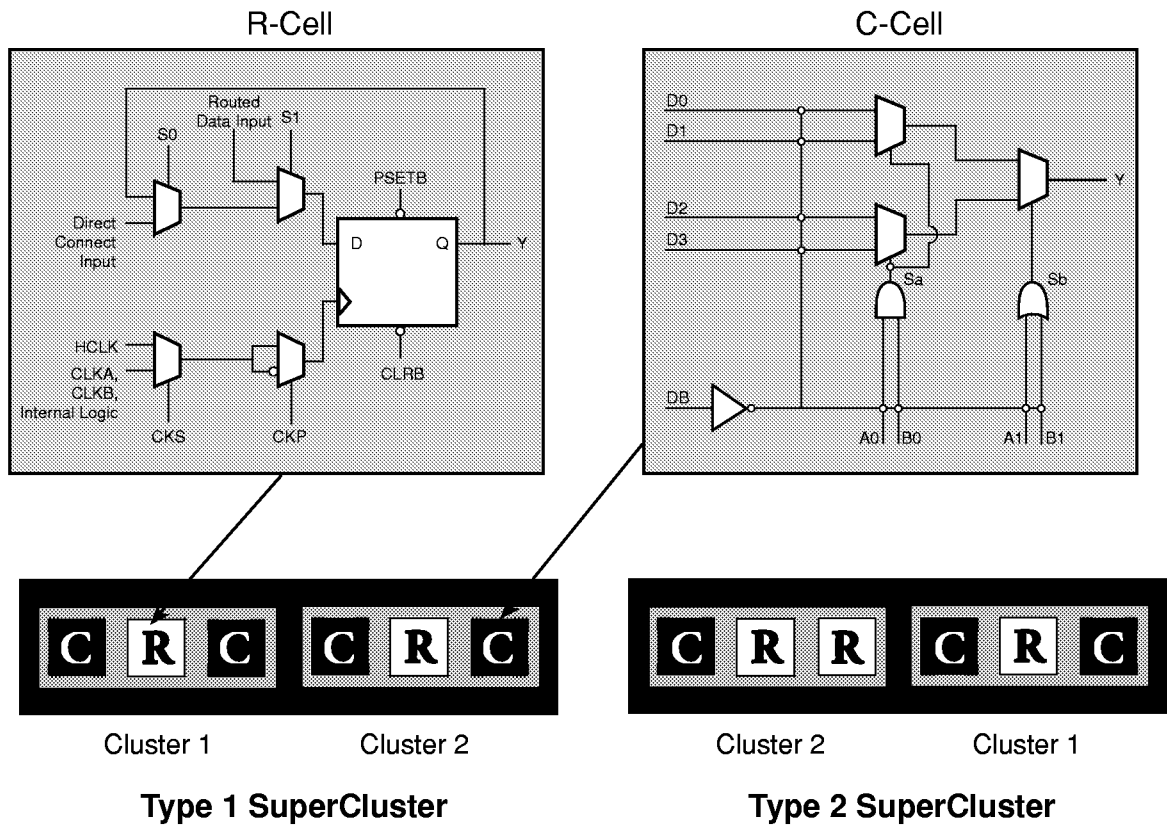 R-Cell
C-Cell
Routed
Data Input
S0
S1
PSETB
Direct
Connect
Input
D
Q
Y
HCLK
CLKA,
CLKB,
Internal Logic
CKS
CKP
CLRB
D0
D1
D2
D3
Y
Sa
Sb
DB
A0
B0
A1
B1
C
R
C
C
R
C
C
R
R
C
R
C
Cluster 1
Cluster 2
Cluster 2
Cluster 1
Type 1 SuperCluster
Type 2 SuperCluster